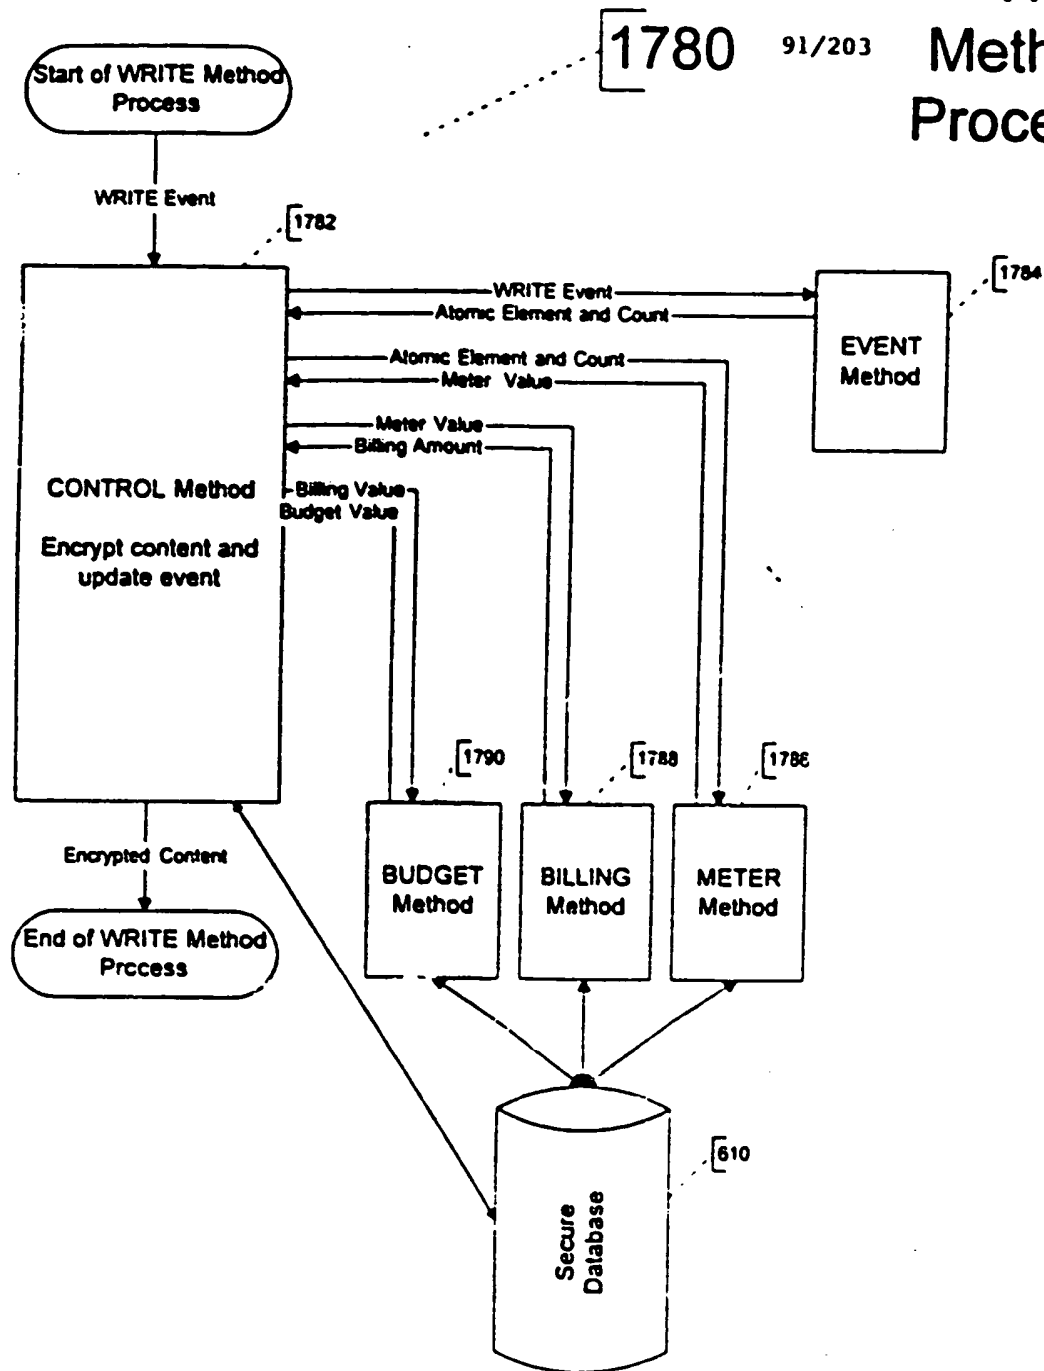 1780
91/203
Meth
Proce
Start of WRITE Method
Process
WRITE Event
1782
1784
WRITE Event
Atomic Element and Count
EVENT
Method
Atomic Element and Count
Meter Value
Meter Value
Billing Amount
CONTROL Method
Billing Value
Budget Value
Encrypt content and
update event
1790
1788
1786
Encrypted Content
BUDGET
Method
BILLING
Method
METER
Method
End of WRITE Method
Prccess
610
Secure
Database